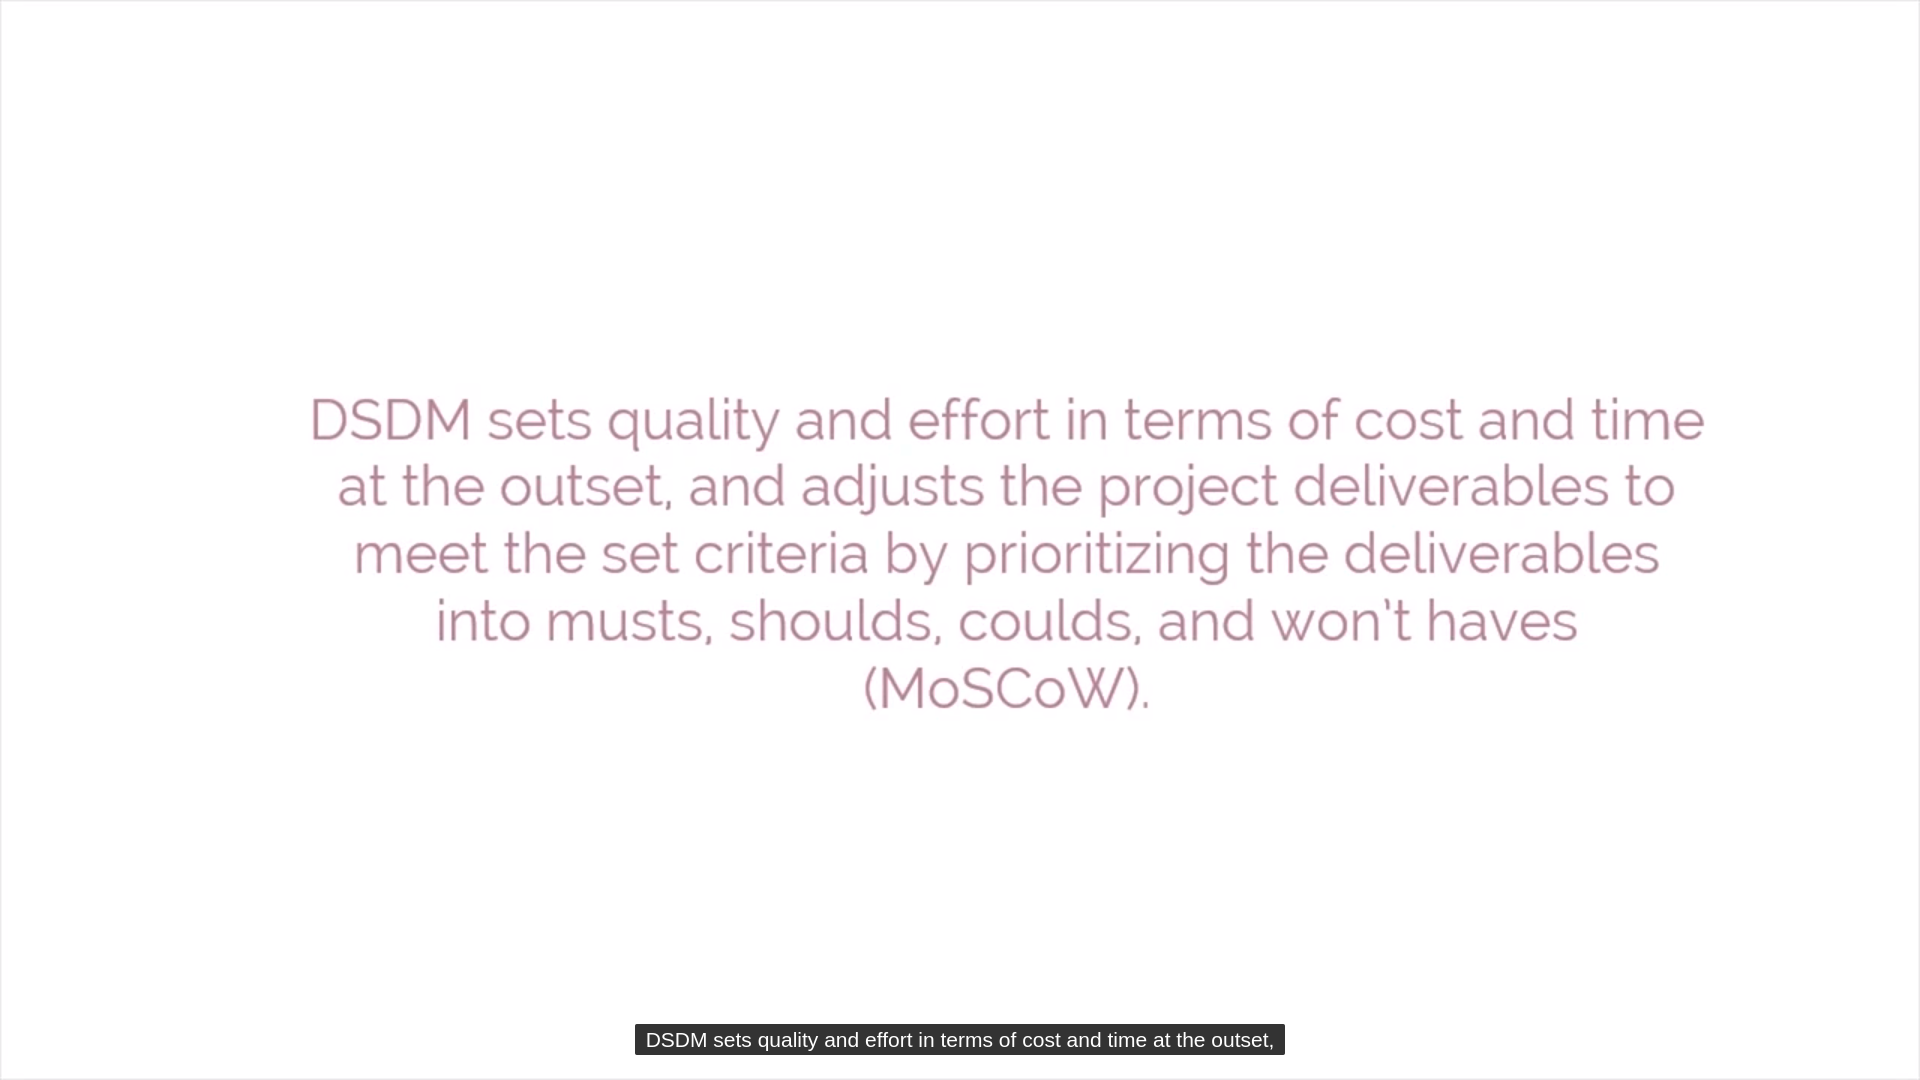 DSDM sets quality and effort in terms of cost and time
at the outset, and adjusts the project deliverables to
meet the set criteria by prioritizing the deliverables
into musts, shoulds, coulds, and won’t haves
(MoSCoW).
DSDM sets quality and effort in terms of cost and time at the outset,